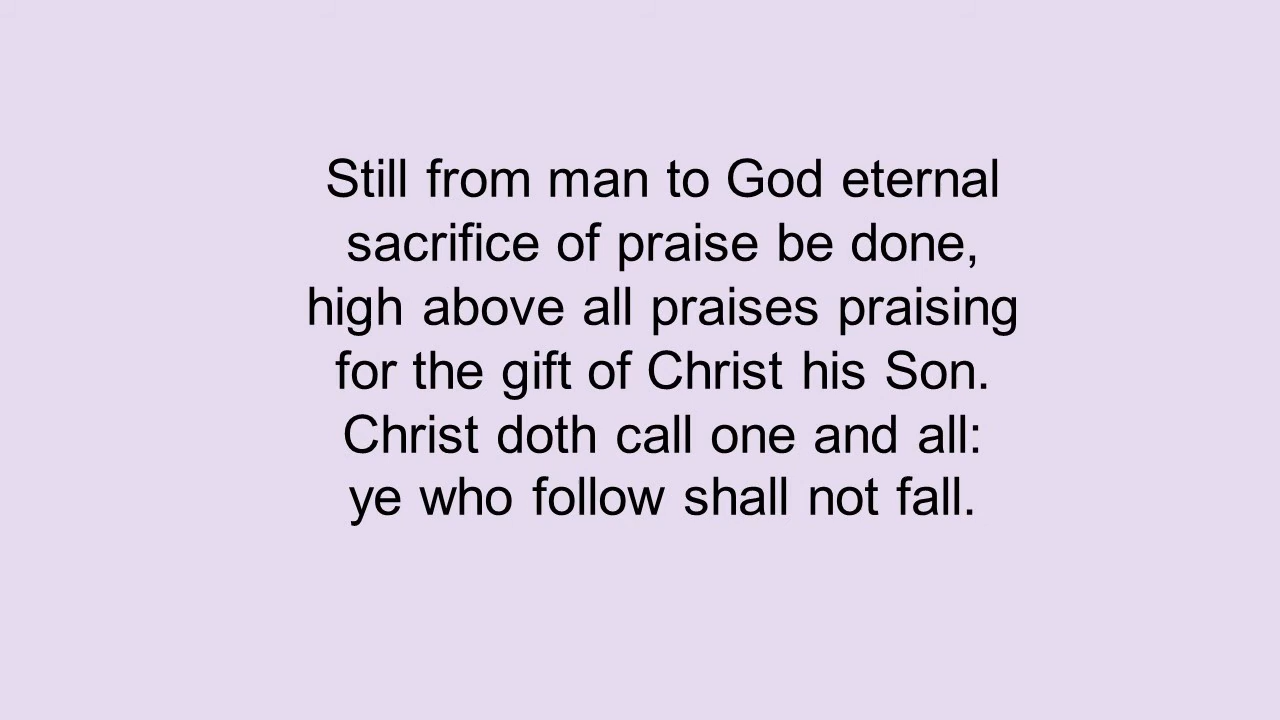 Still from man to God eternal
sacrifice of praise be done,
high above all praises praising
for the gift of Christ his Son.
Christ doth call one and all:
ye who follow shall not fall.